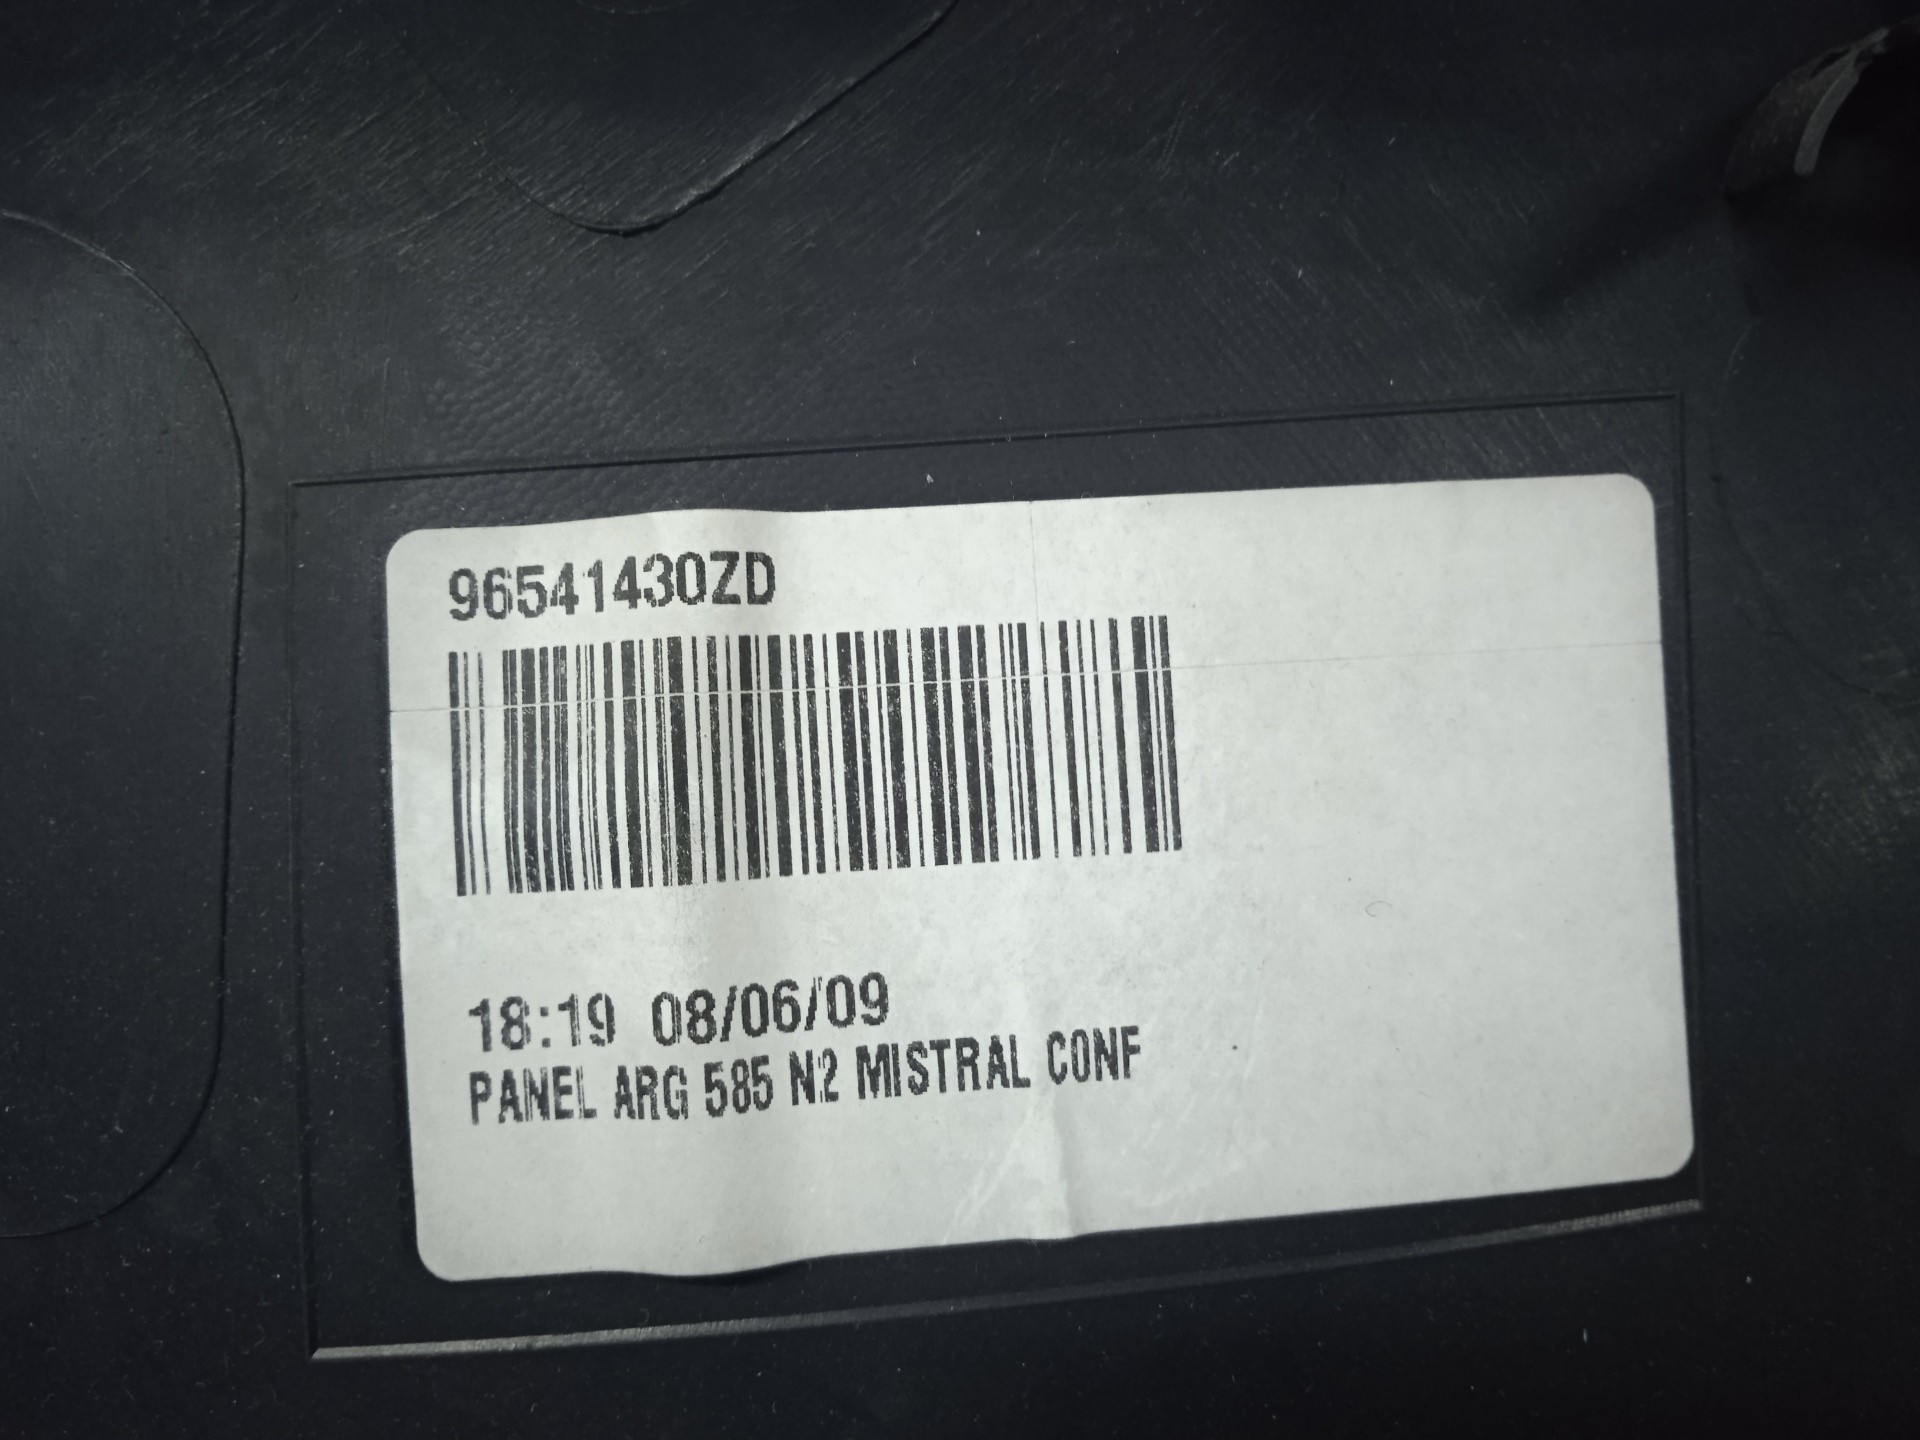 96541430ZD
18:19 08/06/09
PANEL ARG 585 N2 MISTRAL CONF